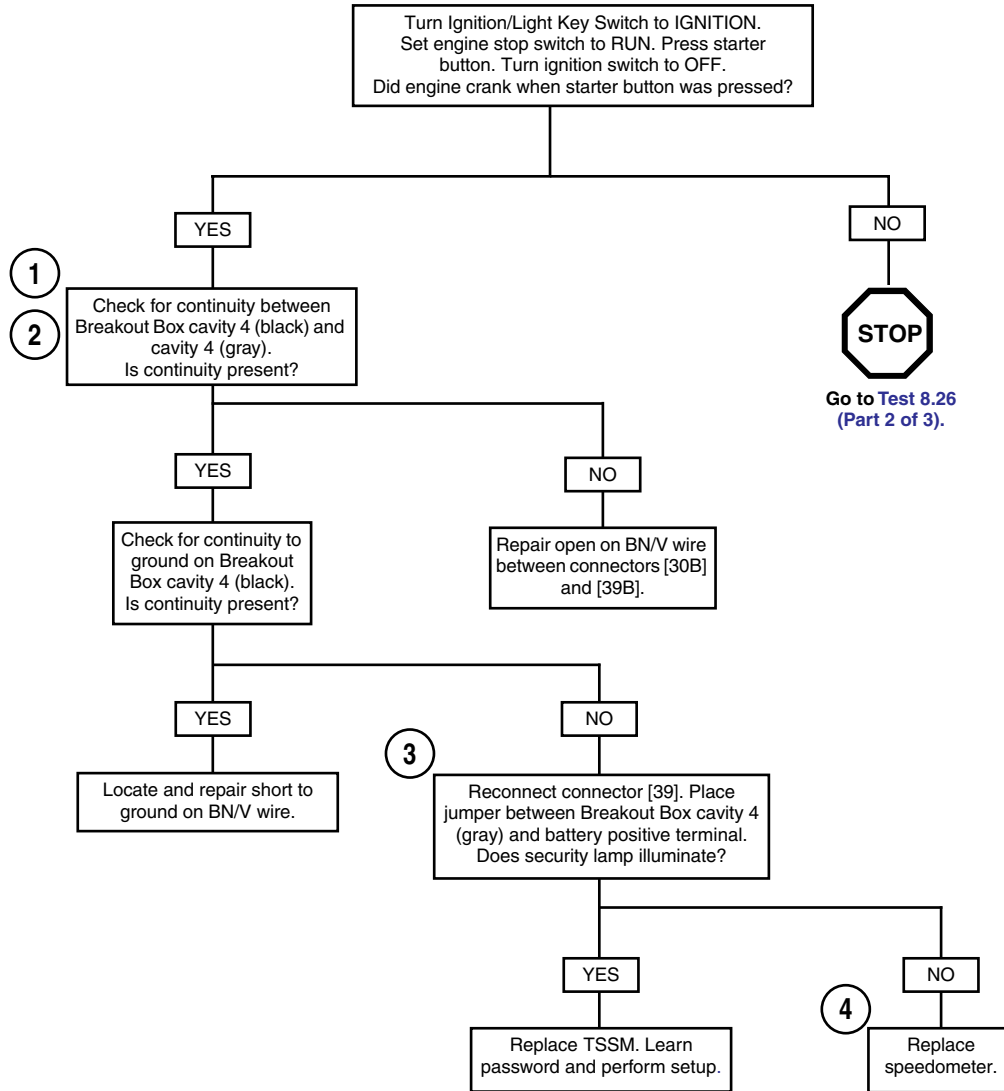 Turn Ignition/Light Key Switch to IGNITION.
Set engine stop switch to RUN. Press starter
button. Turn ignition switch to OFF.
Did engine crank when starter button was pressed?
YES
NO
1
2
Check for continuity between
Breakout Box cavity 4 (black) and
cavity 4 (gray).
Is continuity present?
STOP
Go to Test 8.26
(Part 2 of 3).
YES
NO
Check for continuity to
ground on Breakout
Box cavity 4 (black).
Is continuity present?
Repair open on BN/V wire
between connectors [30B]
and [39B].
YES
NO
Locate and repair short to
ground on BN/V wire.
3
Reconnect connector [39]. Place
jumper between Breakout Box cavity 4
(gray) and battery positive terminal.
Does security lamp illuminate?
YES
NO
Replace TSSM. Learn
password and perform setup.
4
Replace
speedometer.